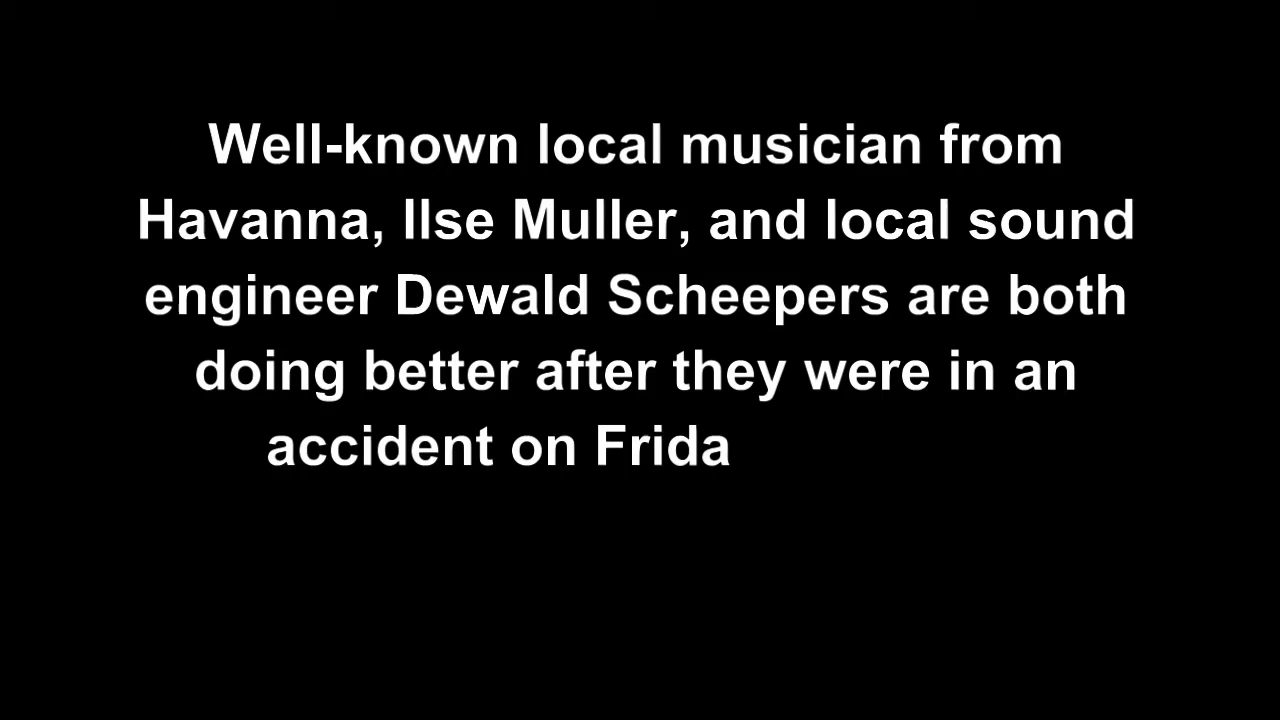 Well-known local musician from
Havanna, Ilse Muller, and local sound
engineer Dewald Scheepers are both
doing better after they were in an
accident on Frida